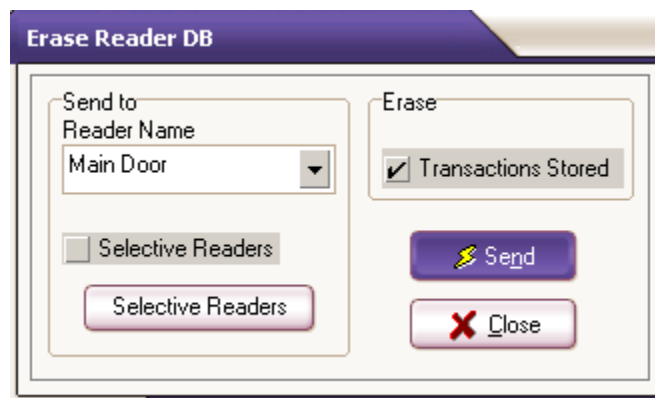 Erase Reader DB
Send to
Reader Name
Main Door
Selective Readers
Selective Readers
Erase
Transactions Stored
Send
Close